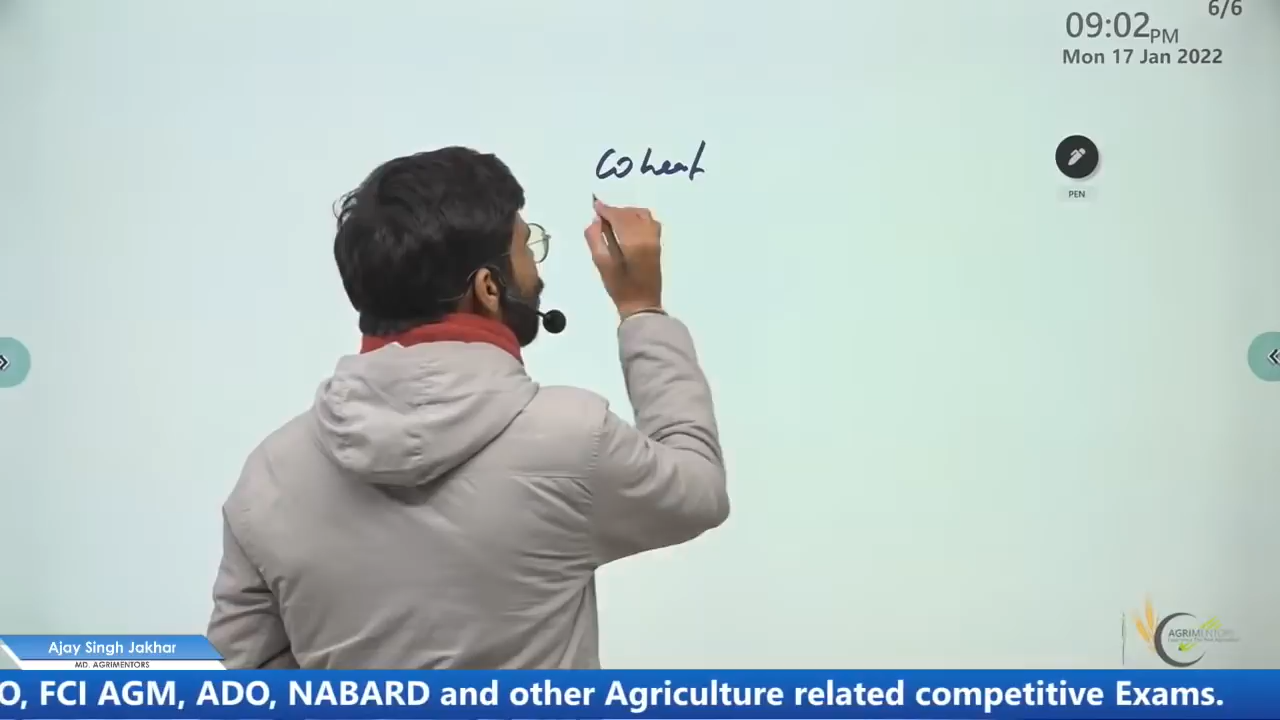 6/6
09:02PM
Mon 17 Jan 2022
Wheat
PEN
Ajay Singh Jakhar
MD. AGRIMENTORS
AGRIMENTORS
O, FCI AGM, ADO, NABARD and other Agriculture related competitive Exams.